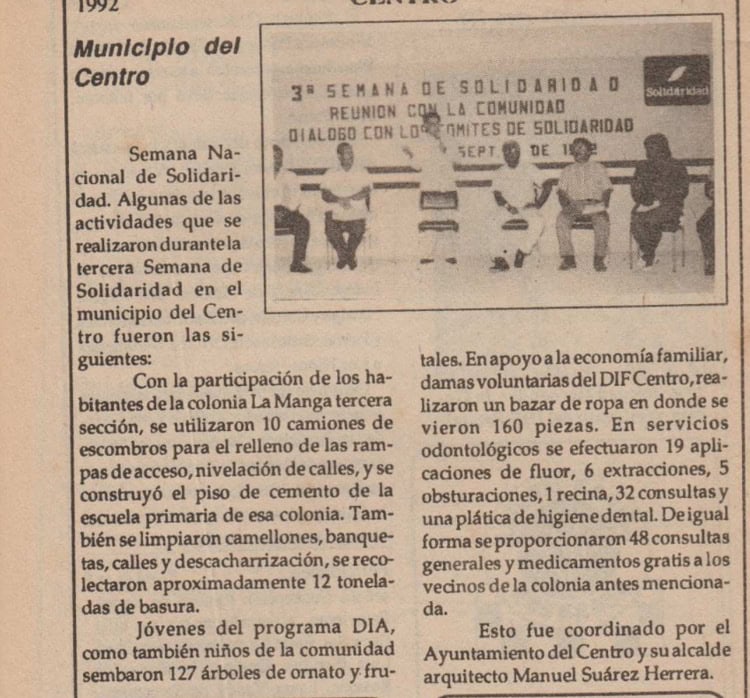 1992
CENTRO
Municipio del
Centro
3ª SEMANA DE SOLIDARIDAD
REUNION CON LA COMUNIDAD
DIALOGO CON LOS COMITES DE SOLIDARIDAD
SEPT DE 1992
Solidaridad
Semana Na-
cional de Solidari-
dad. Algunas de las
actividades que se
realizaron durante la
tercera Semana de
Solidaridad en el
municipio del Cen-
tro fueron las si-
guientes:
Con la participación de los ha-
bitantes de la colonia La Manga tercera
sección, se utilizaron 10 camiones de
escombros para el relleno de las ram-
pas de acceso, nivelación de calles, y se
construyó el piso de cemento de la
escuela primaria de esa colonia. Tam-
bién se limpiaron camellones, banque-
tas, calles y descacharrización, se reco-
lectaron aproximadamente 12 tonela-
das de basura.
Jóvenes del programa DIA,
como también niños de la comunidad
sembaron 127 árboles de ornato y fru-
tales. En apoyo a la economía familiar,
damas voluntarias del DIF Centro, rea-
lizaron un bazar de ropa en donde se
vieron 160 piezas. En servicios
odontológicos se efectuaron 19 apli-
caciones de fluor, 6 extracciones, 5
obsturaciones, 1 recina, 32 consultas y
una plática de higiene dental. De igual
forma se proporcionaron 48 consultas
generales y medicamentos gratis a los
vecinos de la colonia antes menciona-
da.
Esto fue coordinado por el
Ayuntamiento del Centro y su alcalde
arquitecto Manuel Suárez Herrera.